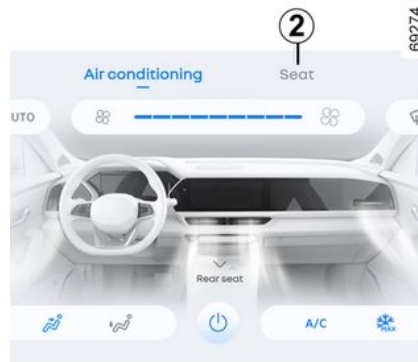 2
69274
Air conditioning Seat
UTO
Rear seat
A/C
MAX